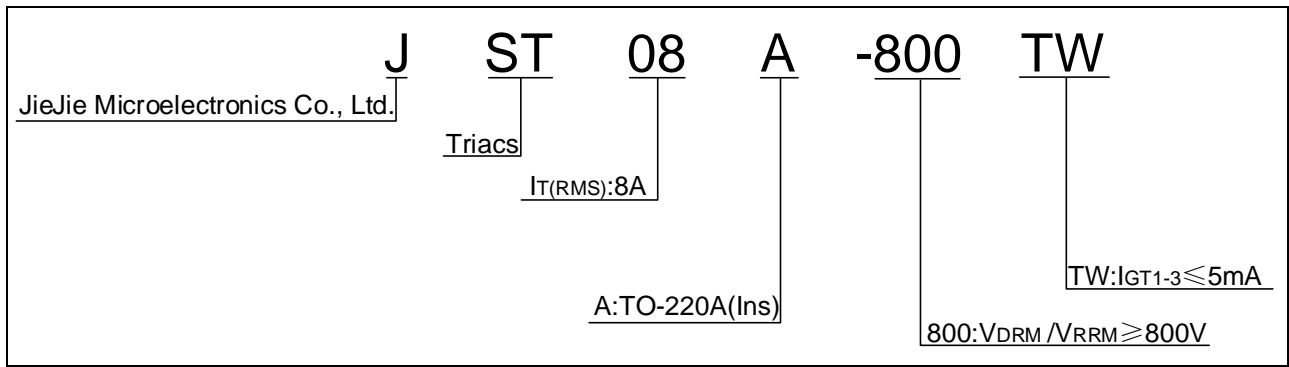 J ST 08 A -800 TW
JieJie Microelectronics Co., Ltd.
Triacs
IT(RMS):8A
TW:IGT1-3≤5mA
A:TO-220A(Ins)
800:VDRM /VRRM≥800V